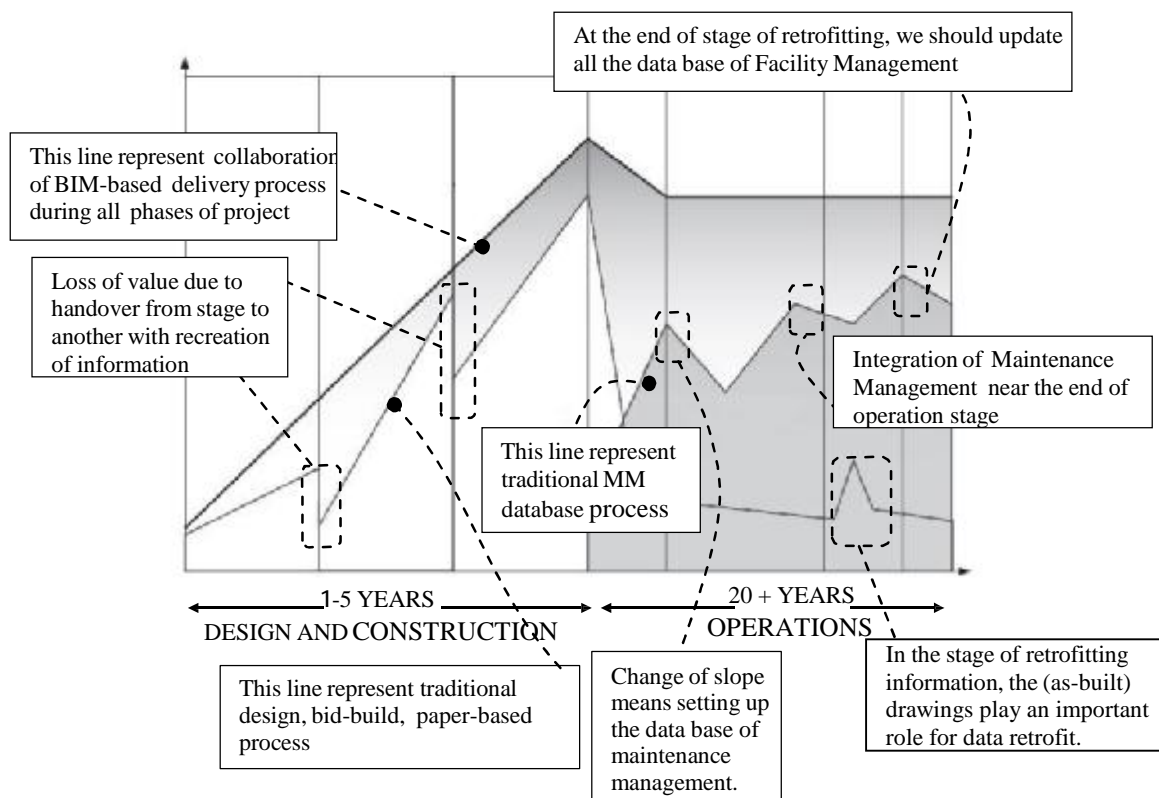 At the end of stage of retrofitting, we should update
all the data base of Facility Management
This line represent collaboration
of BIM-based delivery process
during all phases of project
Loss of value due to
handover from stage to
another with recreation
of information
Integration of Maintenance
Management near the end of
operation stage
This line represent
traditional MM
database process
1-5 YEARS
20 + YEARS
DESIGN AND CONSTRUCTION
OPERATIONS
This line represent traditional
design, bid-build, paper-based
process
Change of slope
means setting up
the data base of
maintenance
management.
In the stage of retrofitting
information, the (as-built)
drawings play an important
role for data retrofit.